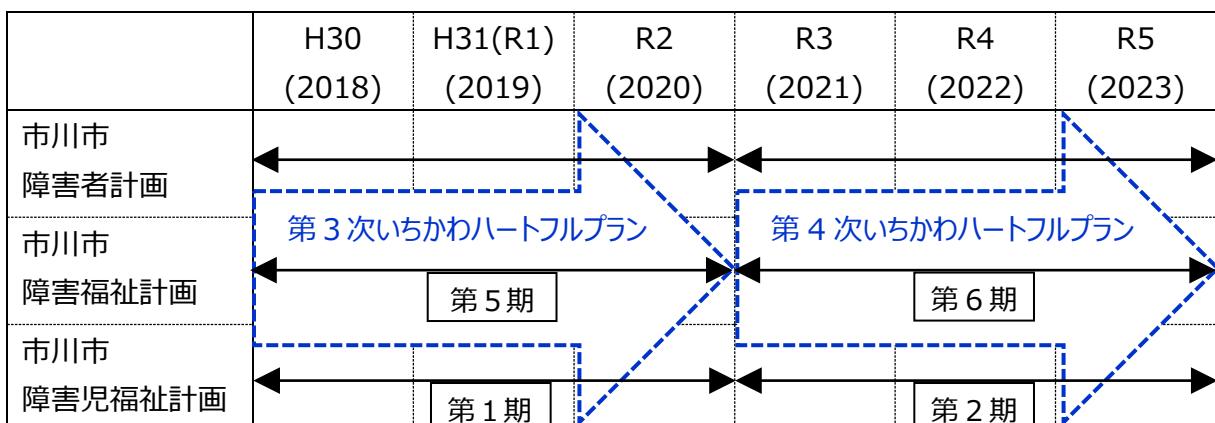 H30
(2018)
H31(R1)
(2019)
R2
(2020)
R3
(2021)
R4
(2022)
R5
(2023)
市川市
障害者計画
第3次いちかわハートフルプラン
第4次いちかわハートフルプラン
市川市
障害福祉計画
第5期
第6期
市川市
障害児福祉計画
第1期
第2期